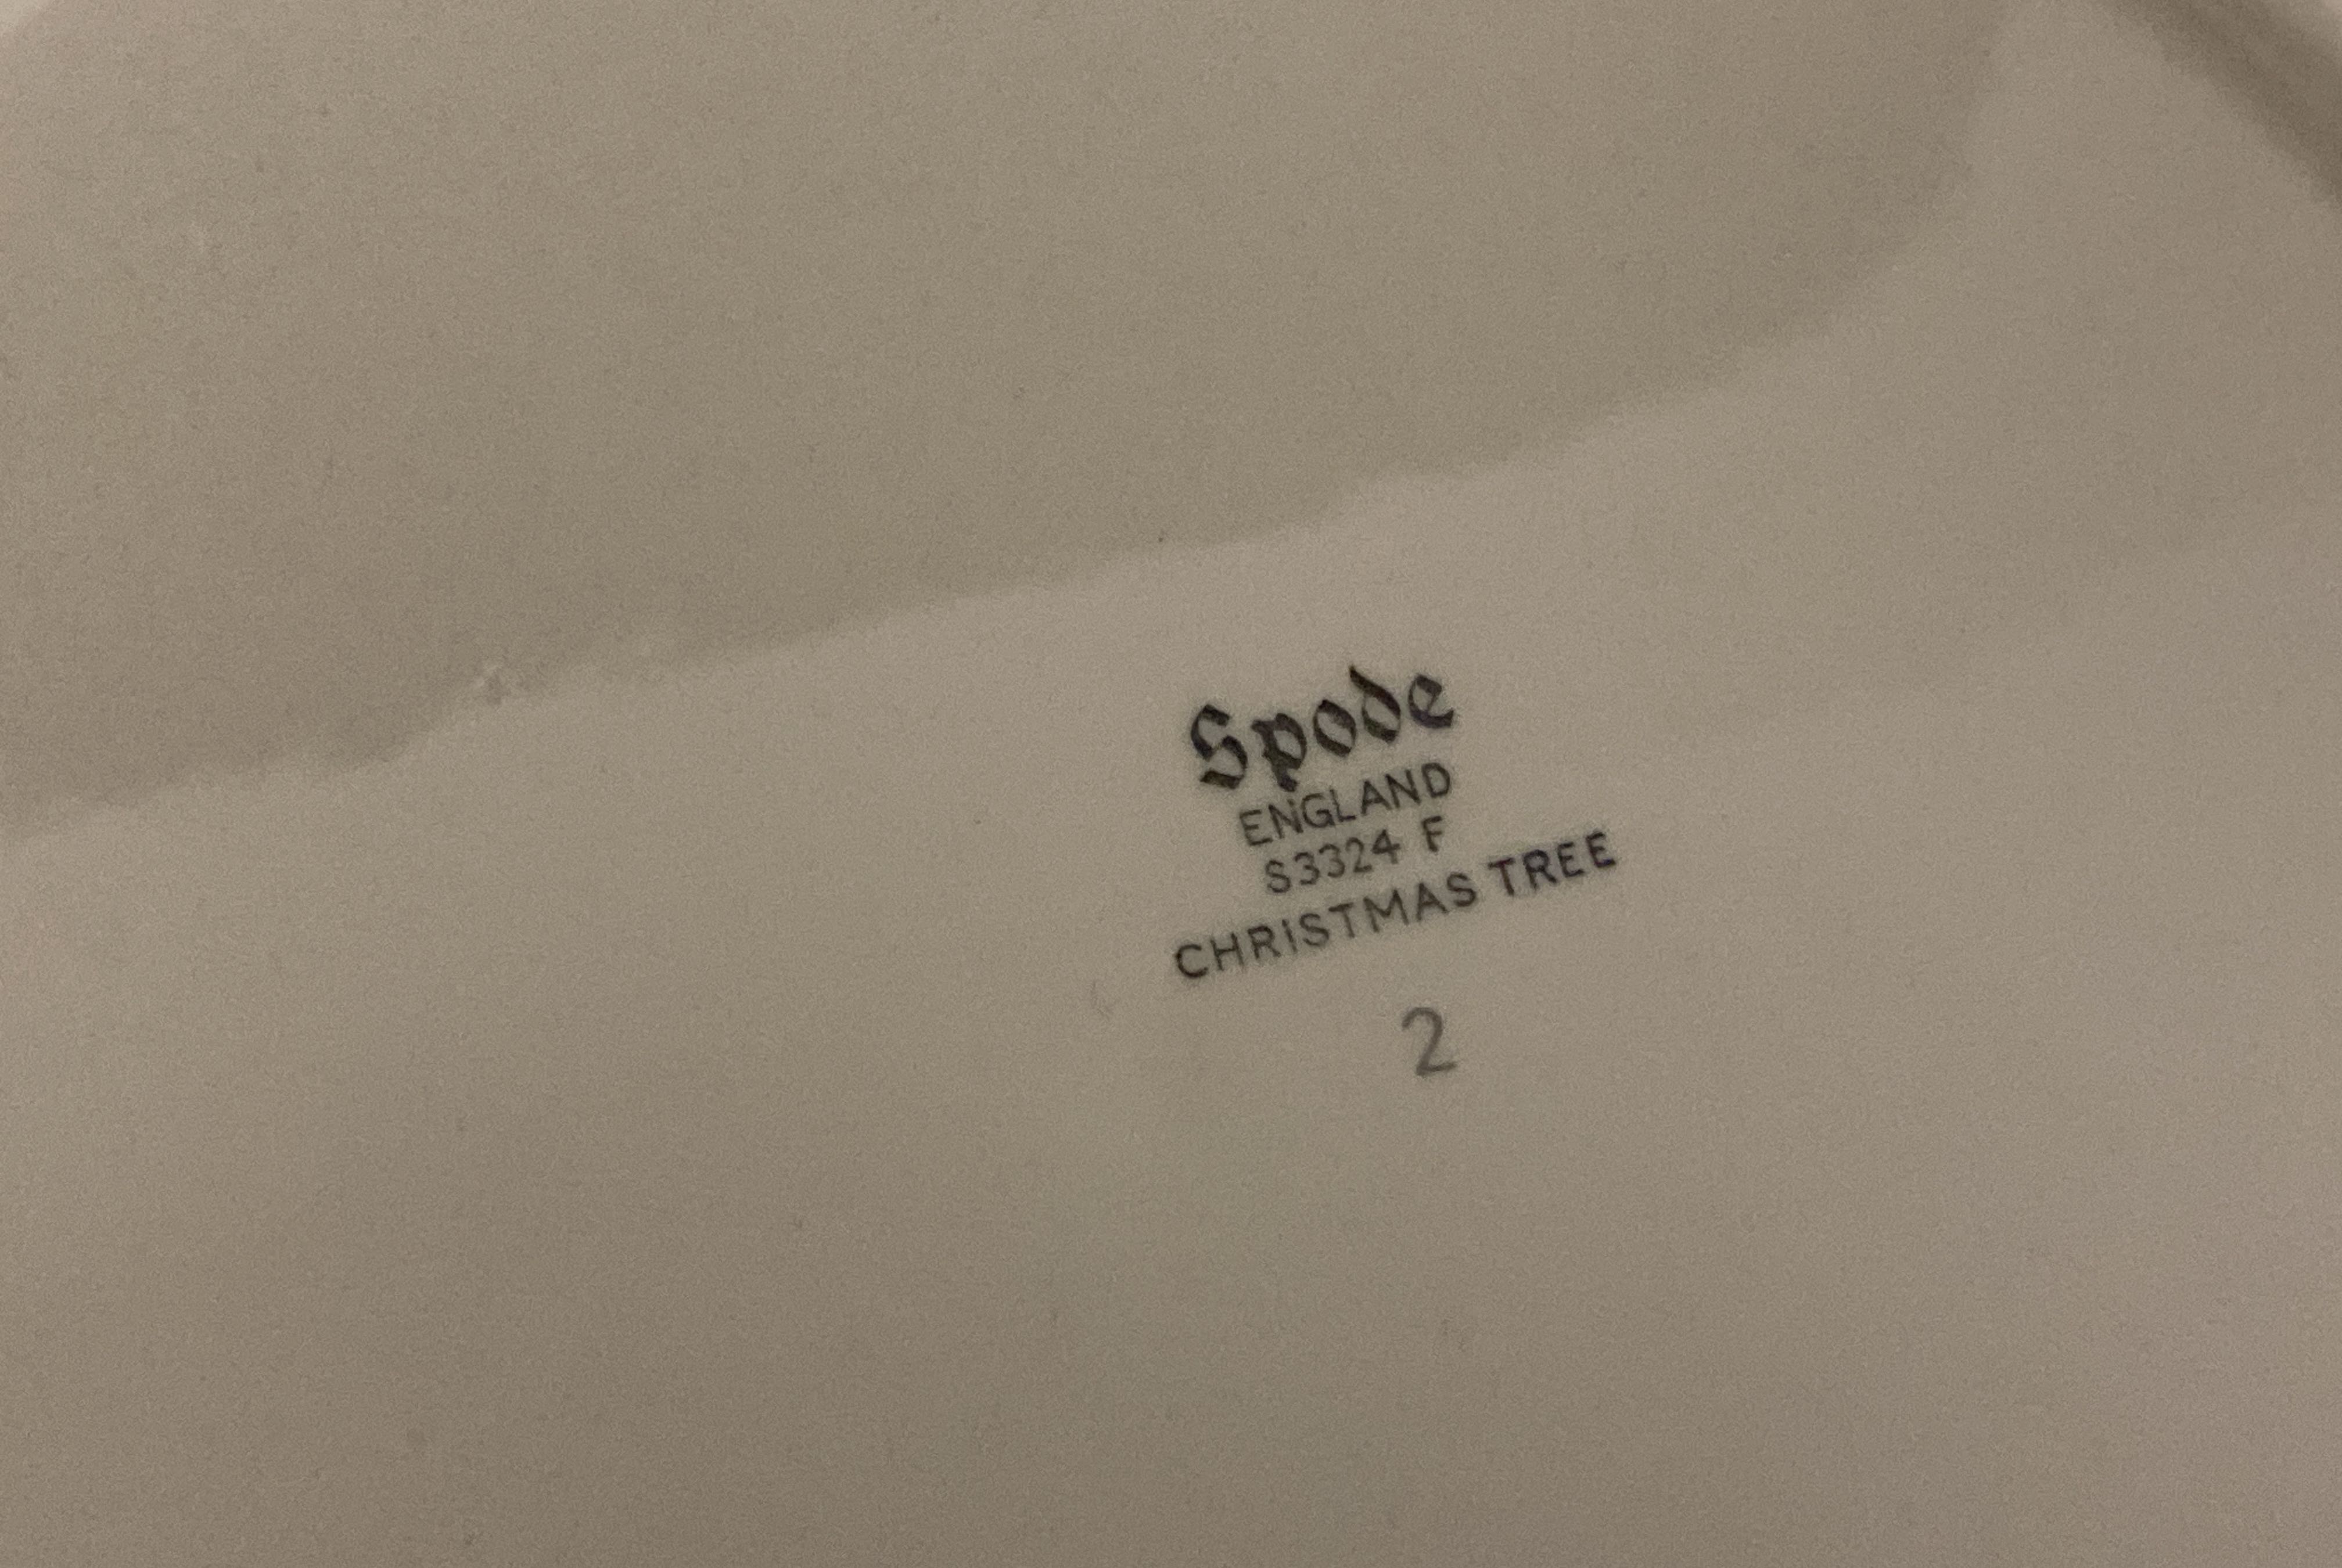 Spode
ENGLAND
S3324 F
CHRISTMAS TREE
2